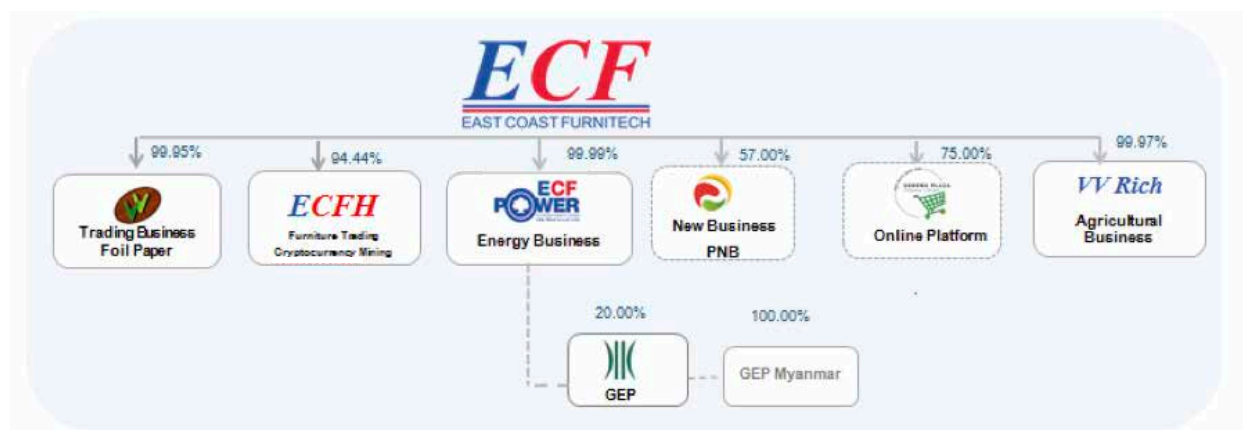 ECF
EAST COAST FURNITECH
99.95%
94.44%
99.99%
57.00%
75.00%
99.97%
Trading Business
Foil Paper
ECFH
Furniture Trading
Cryptocurrency Mining
ECF
POWER
Energy Business
New Business
PNB
Online Platform
VV Rich
Agricultural
Business
20.00%
100.00%
GEP
GEP Myanmar